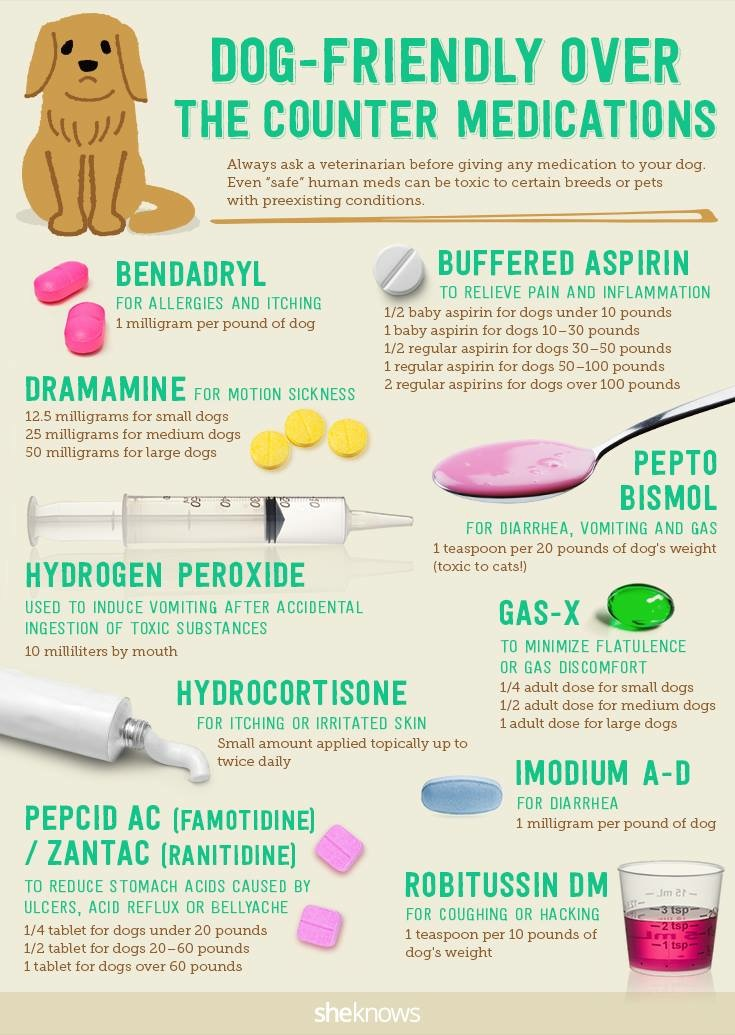 DOG-FRIENDLY OVER
THE COUNTER MEDICATIONS
Always ask a veterinarian before giving any medication to your dog.
Even “safe” human meds can be toxic to certain breeds or pets
with preexisting conditions.
BENDADRYL
FOR ALLERGIES AND ITCHING
1 milligram per pound of dog
BUFFERED ASPIRIN
TO RELIEVE PAIN AND INFLAMMATION
1/2 baby aspirin for dogs under 10 pounds
1 baby aspirin for dogs 10–30 pounds
1/2 regular aspirin for dogs 30–50 pounds
1 regular aspirin for dogs 50–100 pounds
2 regular aspirins for dogs over 100 pounds
DRAMAMINE FOR MOTION SICKNESS
12.5 milligrams for small dogs
25 milligrams for medium dogs
50 milligrams for large dogs
PEPTO
BISMOL
FOR DIARRHEA, VOMITING AND GAS
1 teaspoon per 20 pounds of dog's weight
(toxic to cats!)
HYDROGEN PEROXIDE
USED TO INDUCE VOMITING AFTER ACCIDENTAL
INGESTION OF TOXIC SUBSTANCES
10 milliliters by mouth
GAS-X
TO MINIMIZE FLATULENCE
OR GAS DISCOMFORT
1/4 adult dose for small dogs
1/2 adult dose for medium dogs
1 adult dose for large dogs
HYDROCORTISONE
FOR ITCHING OR IRRITATED SKIN
Small amount applied topically up to
twice daily
IMODIUM A-D
FOR DIARRHEA
1 milligram per pound of dog
PEPCID AC (FAMOTIDINE)
/ ZANTAC (RANITIDINE)
TO REDUCE STOMACH ACIDS CAUSED BY
ULCERS, ACID REFLUX OR BELLYACHE
1/4 tablet for dogs under 20 pounds
1/2 tablet for dogs 20–60 pounds
1 tablet for dogs over 60 pounds
ROBITUSSIN DM
FOR COUGHING OR HACKING
1 teaspoon per 10 pounds of
dog's weight
3 tsp
2 tsp
1 tsp
sheknows